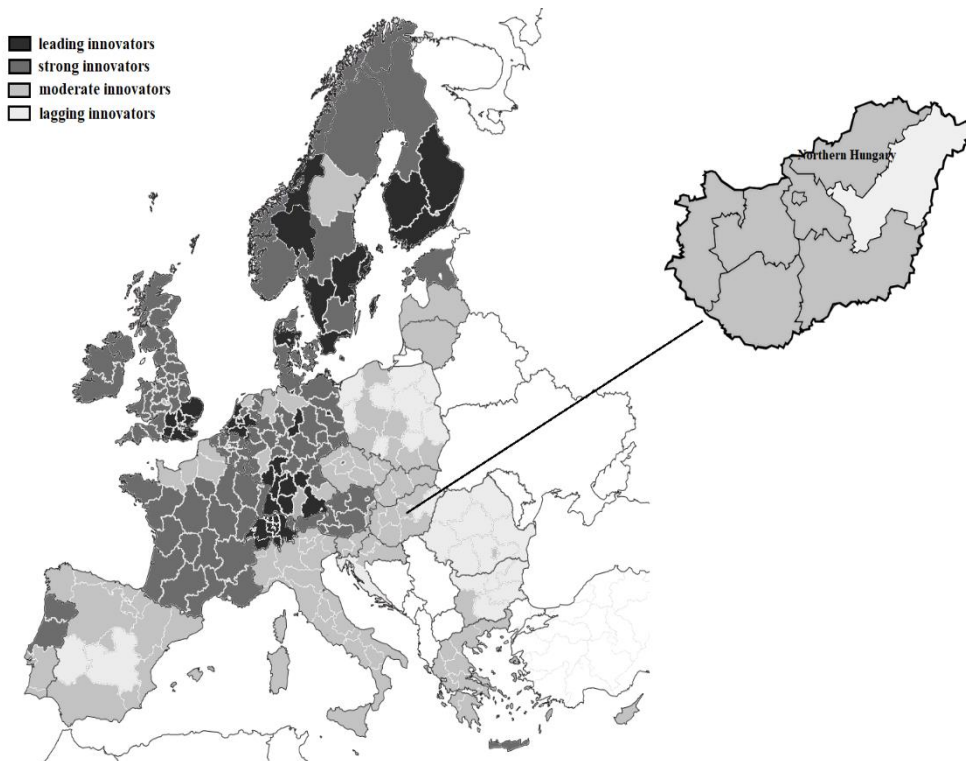 leading innovators
strong innovators
moderate innovators
lagging innovators
Northern Hungary